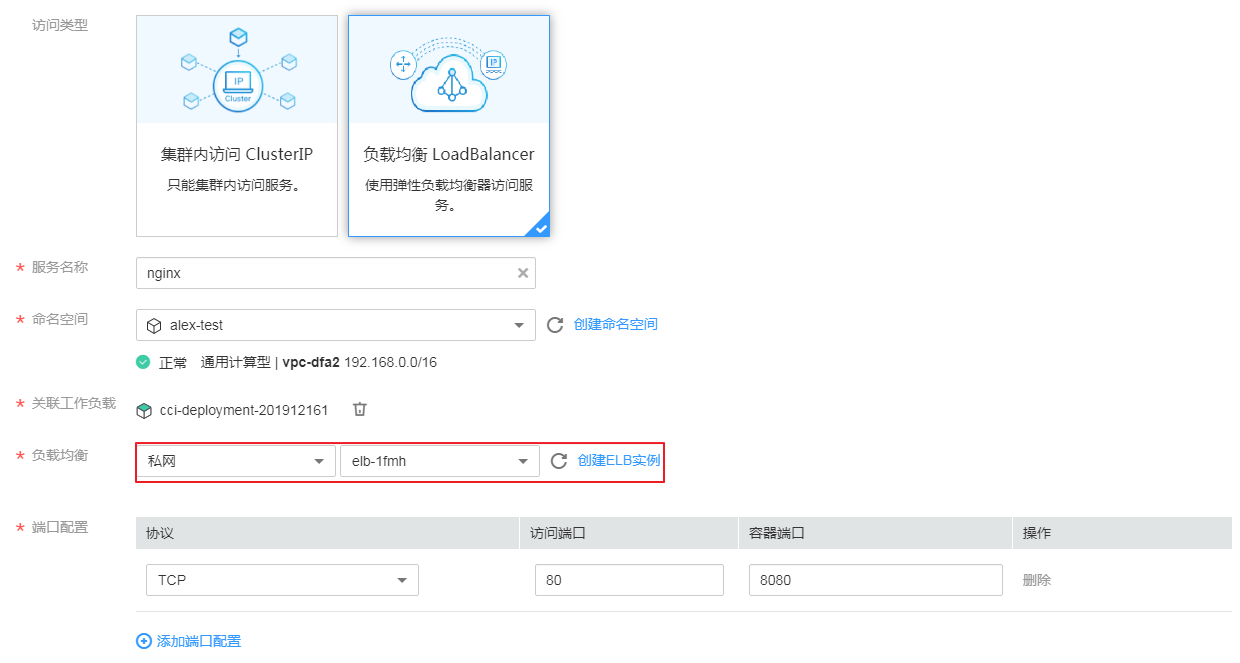 访问类型
IP
Cluster
IP
集群内访问 ClusterIP
只能集群内访问服务。
负载均衡 LoadBalancer
使用弹性负载均衡器访问服
务。
* 服务名称
nginx
* 命名空间
alex-test
创建命名空间
正常 通用计算型 | vpc-dfa2 192.168.0.0/16
* 关联工作负载
cci-deployment-201912161
* 负载均衡
私网
elb-1fmh
创建ELB实例
* 端口配置
协议 访问端口 容器端口 操作
TCP 80 8080 删除
添加端口配置